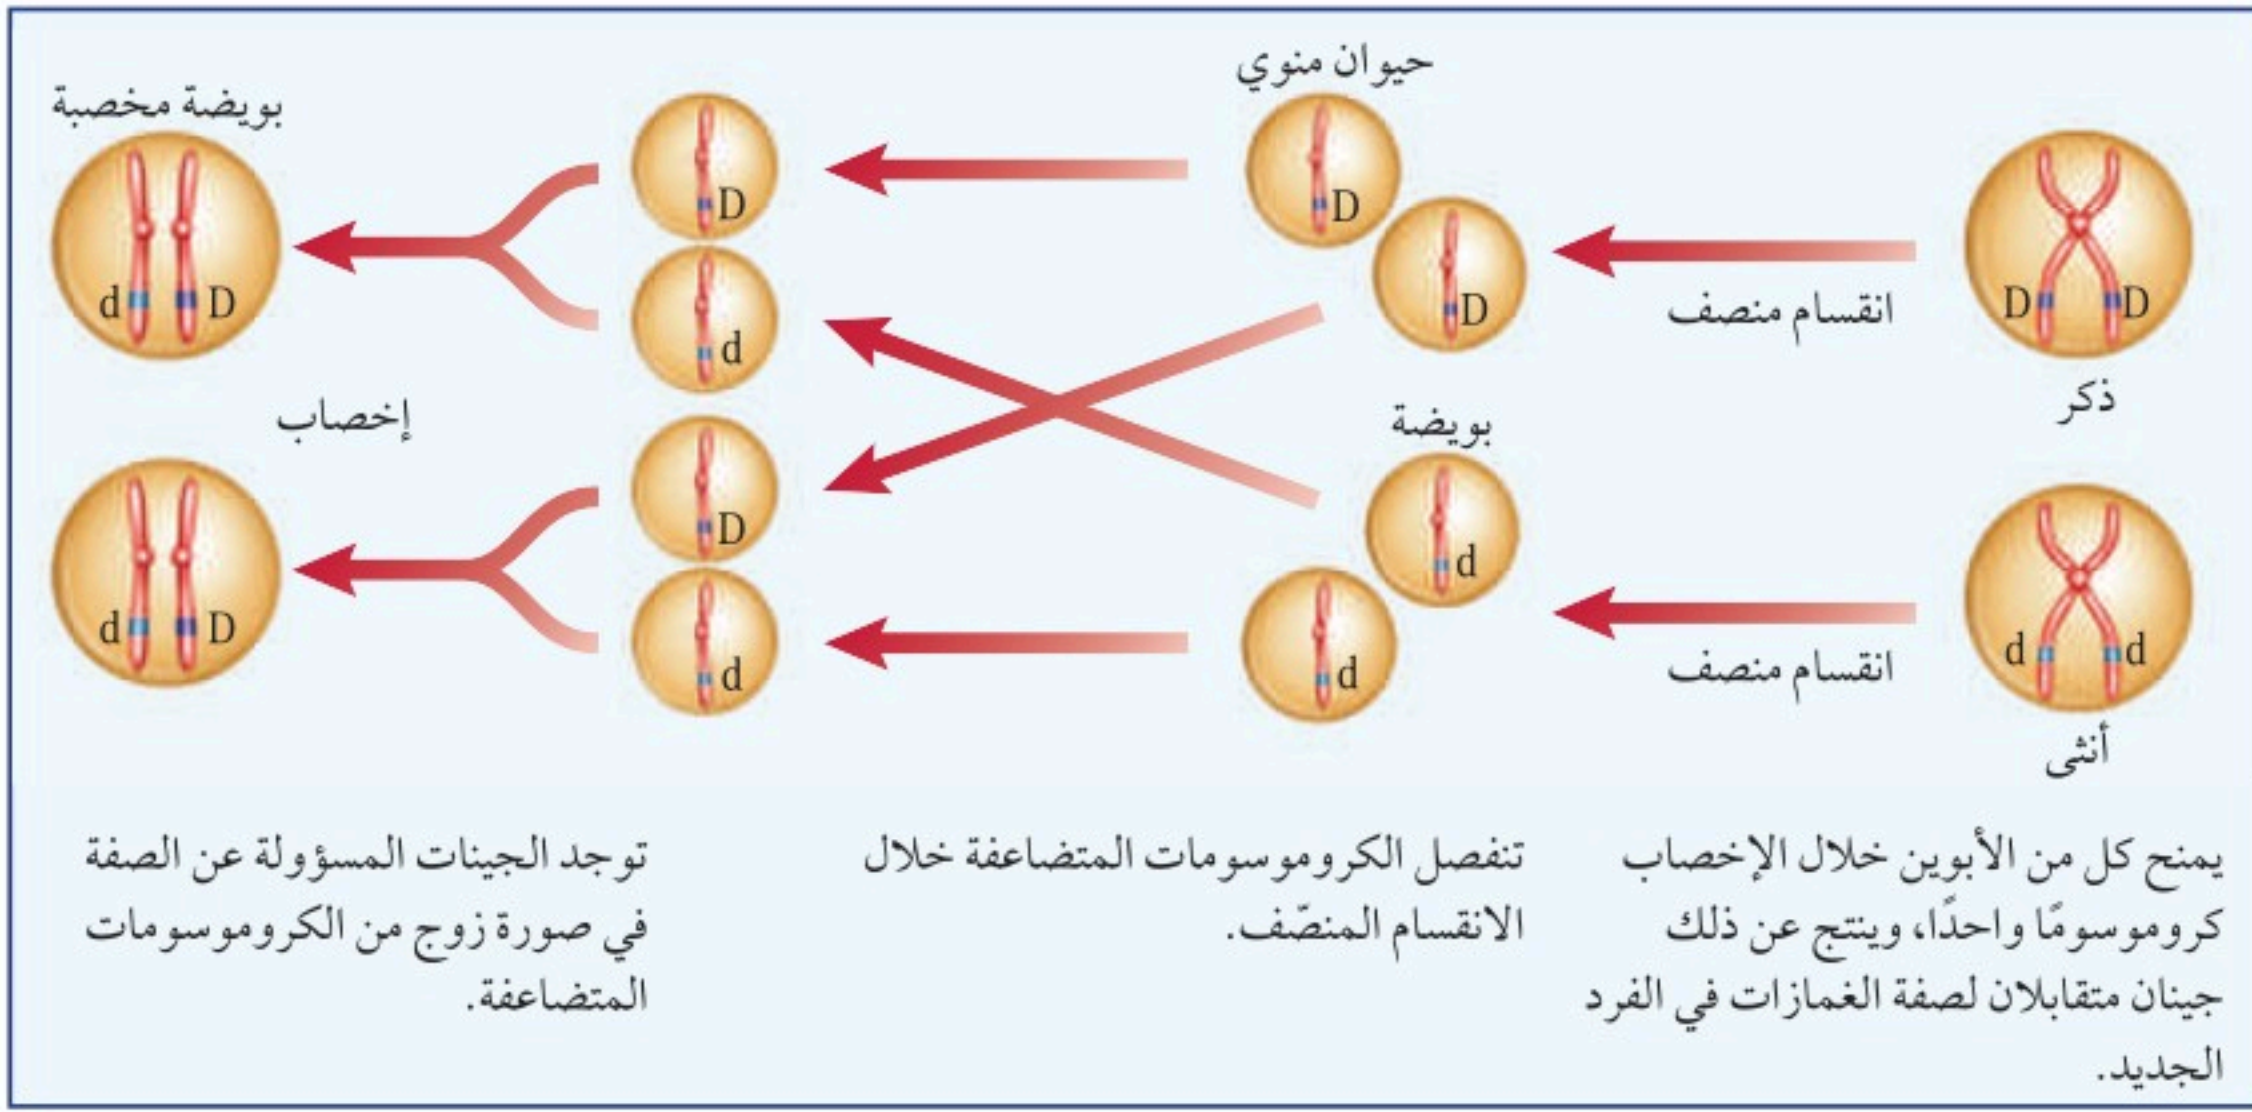 حيوان منوي
بويضة مخصبة
D
D
d
D
D
D
D
d
D
انقسام منصف
ذكر
إخصاب
بويضة
D
d
d
d
d
D
d
d
انقسام منصف
أنثى
يمنح كل من الأبوين خلال الإخصاب
كروموسومًا واحدًا، وينتج عن ذلك
جينان متقابلان لصفة الغمازات في الفرد
الجديد.
تنفصل الكروموسومات المتضاعفة خلال
الانقسام المنصّف.
توجد الجينات المسؤولة عن الصفة
في صورة زوج من الكروموسومات
المتضاعفة.